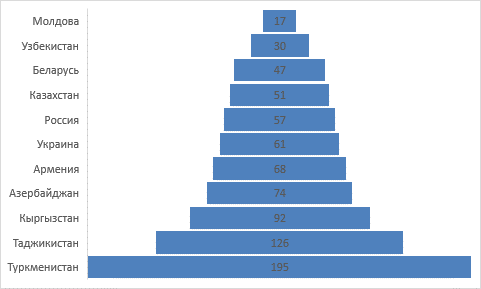 Молдова 17
Узбекистан 30
Беларусь 47
Казахстан 51
Россия 57
Украина 61
Армения 68
Азербайджан 74
Кыргызстан 92
Таджикистан 126
Туркменистан 195